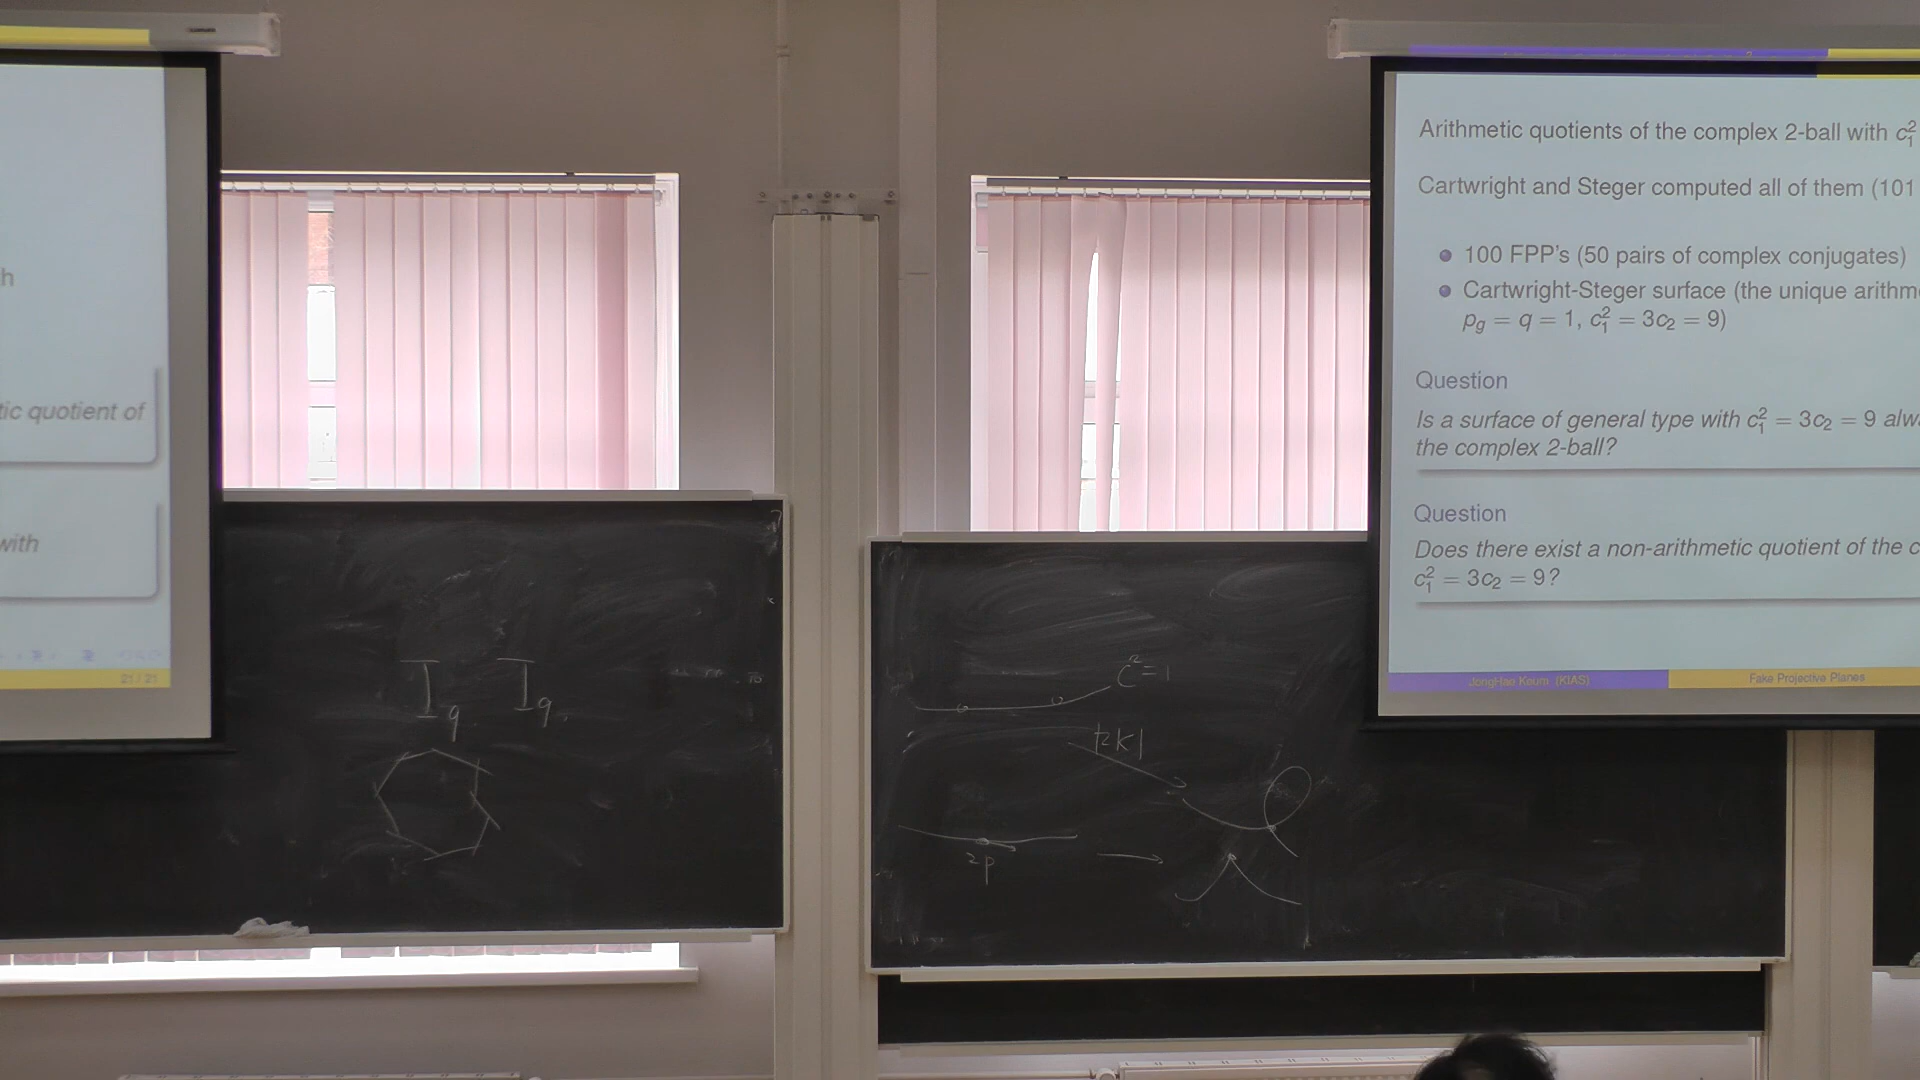 h
tic quotient of
with
21 / 21
I₉ I₉
c²=1
|2K|
2p
Arithmetic quotients of the complex 2-ball with c₁²
Cartwright and Steger computed all of them (101
100 FPP's (50 pairs of complex conjugates)
Cartwright-Steger surface (the unique arithm
p_g = q = 1, c₁² = 3c₂ = 9)
Question
Is a surface of general type with c₁² = 3c₂ = 9 alw
the complex 2-ball?
Question
Does there exist a non-arithmetic quotient of the c
c₁² = 3c₂ = 9?
JongHae Keum (KIAS)
Fake Projective Planes